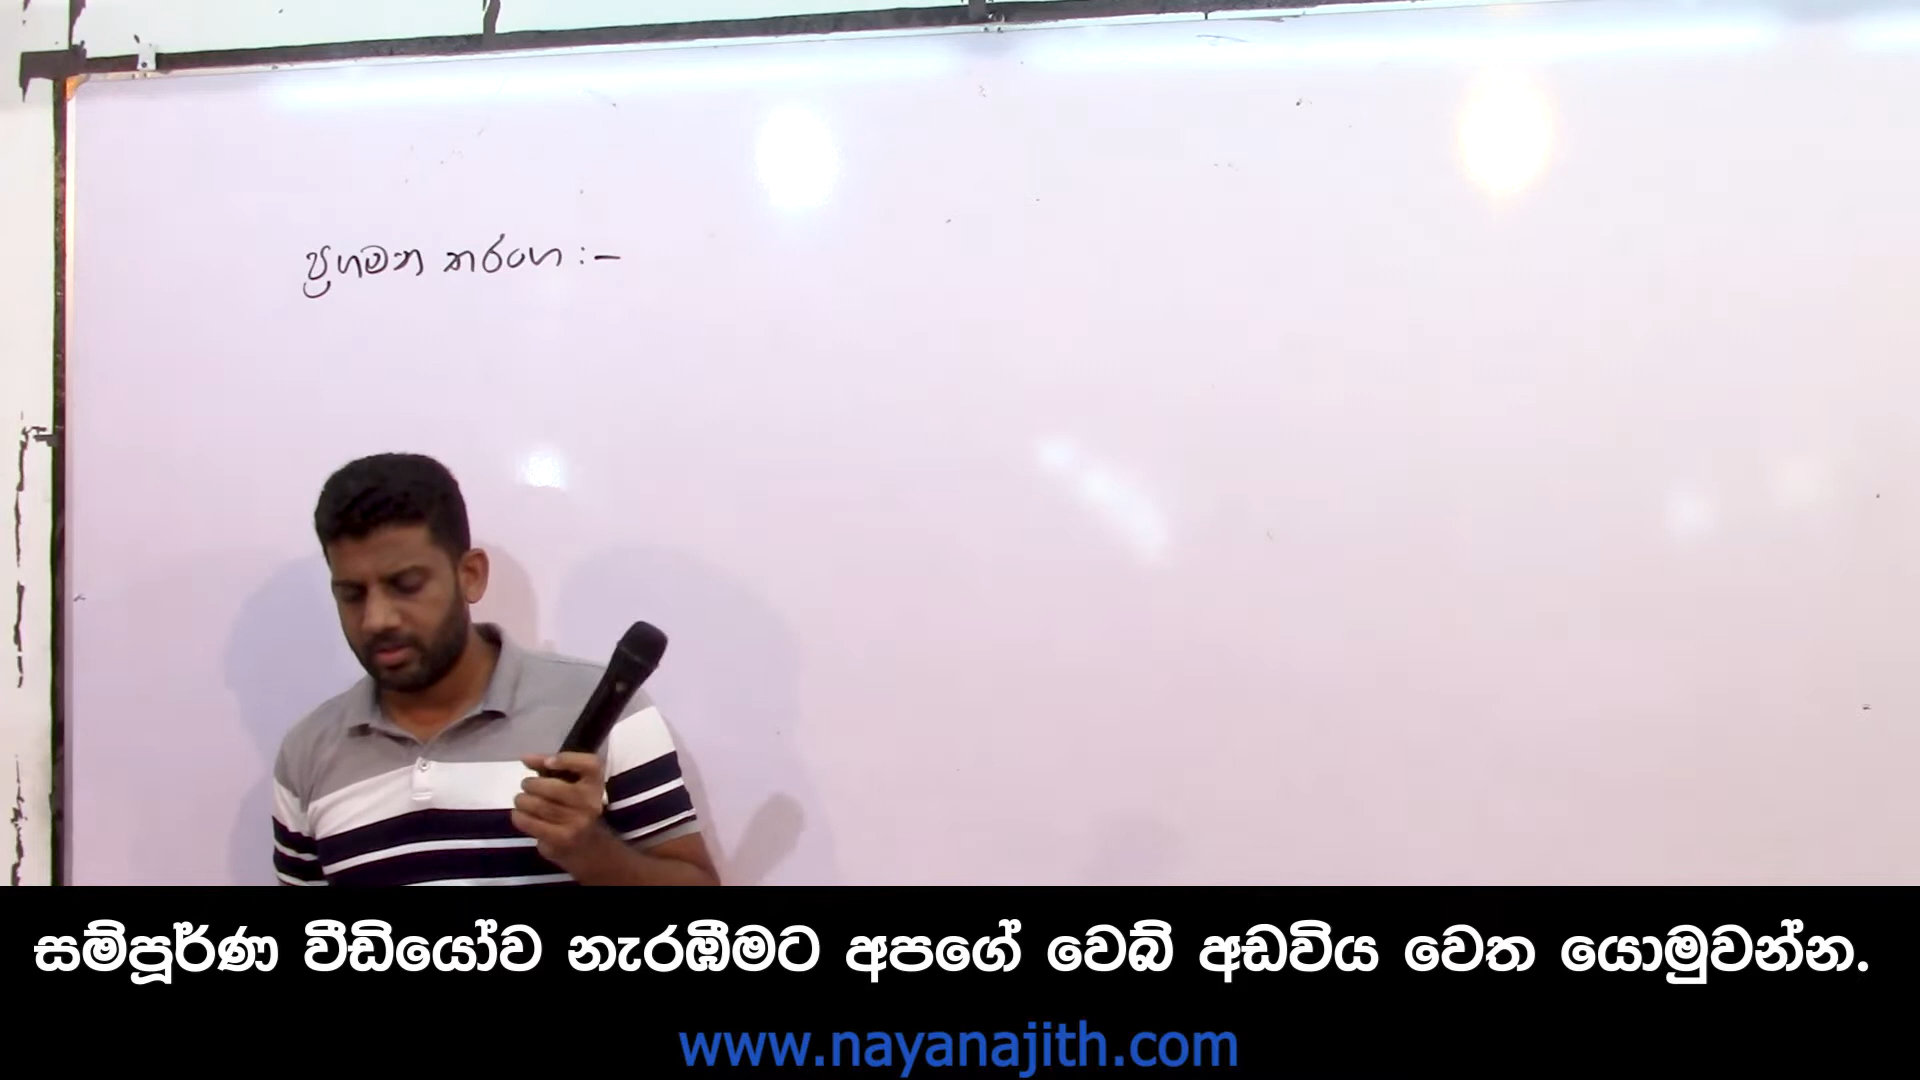 ප්‍රගමන තරංග :-
සම්පූර්ණ වීඩියෝව නැරඹීමට අපගේ වෙබ් අඩවිය වෙත යොමුවන්න.
www.nayanajith.com